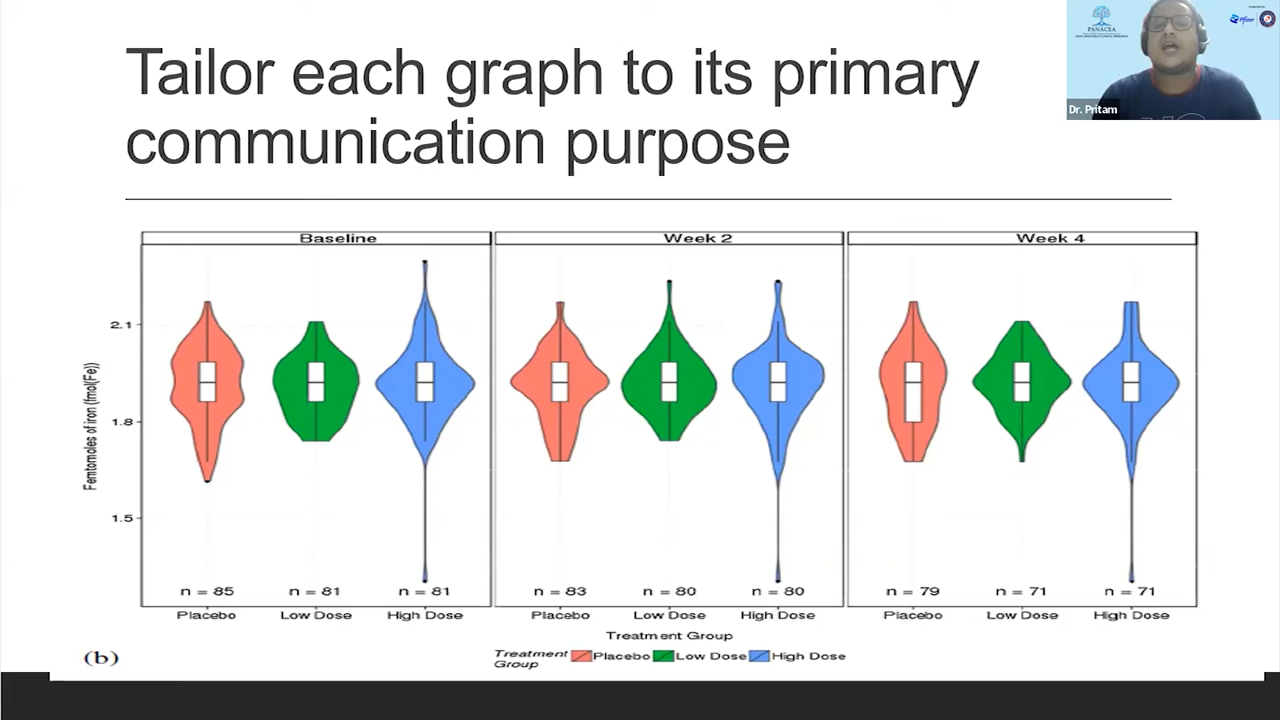 Tailor each graph to its primary
communication purpose
PANACEA
Pfizer
Dr. Pritam
Baseline
Week 2
Week 4
Femtomoles of iron (fmol(Fe))
2.1
1.8
1.5
n = 85
n = 81
n = 81
n = 83
n = 80
n = 80
n = 79
n = 71
n = 71
Placebo
Low Dose
High Dose
Placebo
Low Dose
High Dose
Placebo
Low Dose
High Dose
Treatment Group
(b)
Treatment
Group
Placebo
Low Dose
High Dose